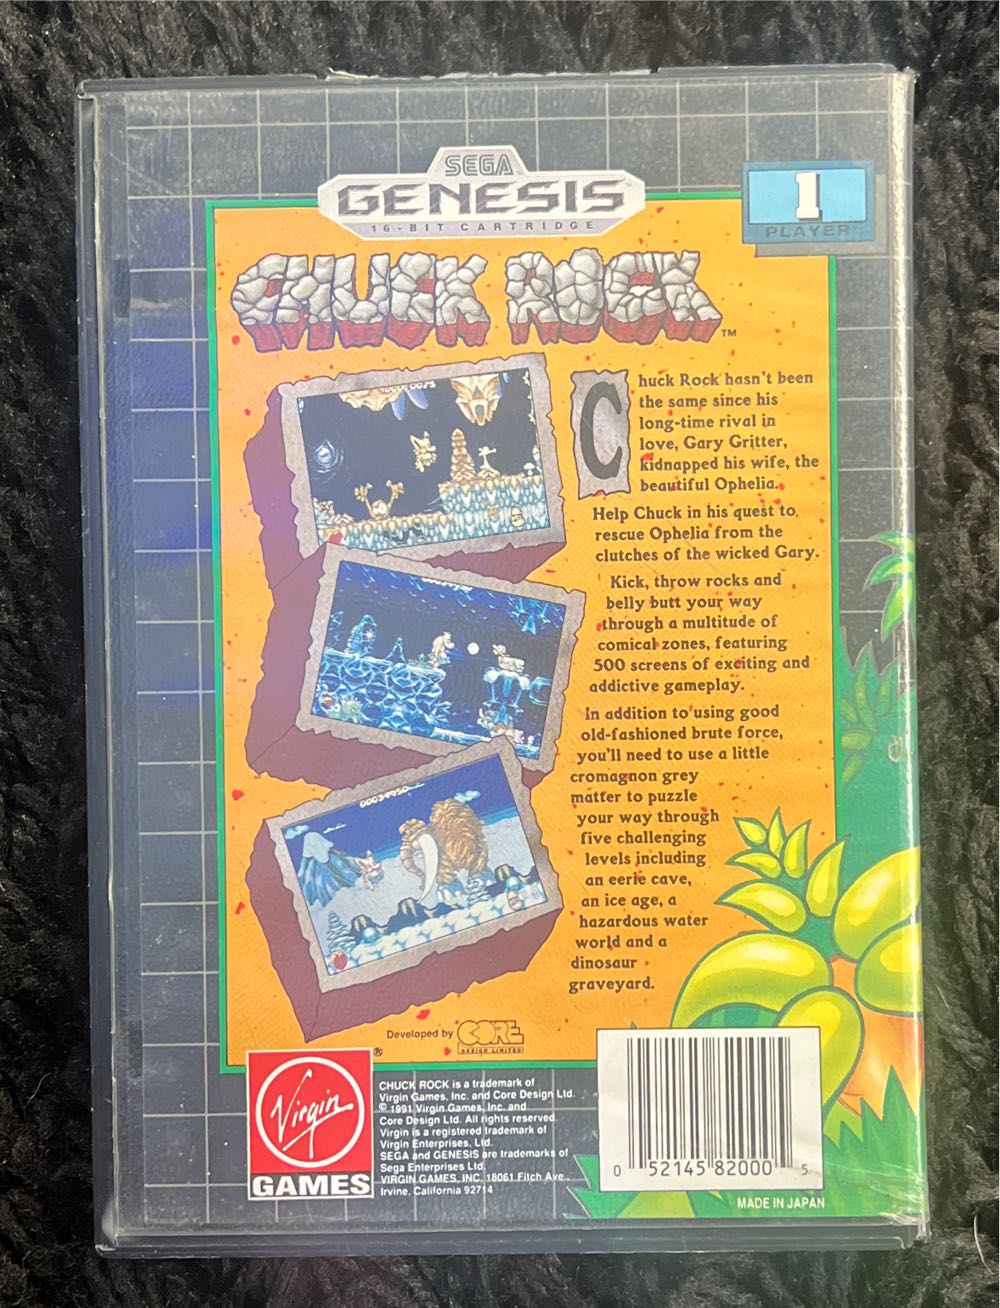 SEGA™
GENESIS™
16-BIT CARTRIDGE
1
PLAYER
CHUCK ROCK™
Chuck Rock hasn't been
the same since his
long-time rival in
love, Gary Gritter,
kidnapped his wife, the
beautiful Ophelia.
Help Chuck in his quest to
rescue Ophelia from the
clutches of the wicked Gary.
Kick, throw rocks and
belly butt your way
through a multitude of
comical zones, featuring
500 screens of exciting and
addictive gameplay.
In addition to using good
old-fashioned brute force,
you'll need to use a little
cromagnon grey
matter to puzzle
your way through
five challenging
levels including
an eerie cave,
an ice age, a
hazardous water
world and a
dinosaur
graveyard.
Developed by CORE
DESIGN LIMITED
Virgin®
GAMES
CHUCK ROCK is a trademark of
Virgin Games, Inc. and Core Design Ltd.
© 1991 Virgin Games, Inc. and
Core Design Ltd. All rights reserved.
Virgin is a registered trademark of
Virgin Enterprises, Ltd.
SEGA and GENESIS are trademarks of
Sega Enterprises Ltd.
VIRGIN GAMES, INC. 18061 Fitch Ave.,
Irvine, California 92714
0 52145 82000 5
MADE IN JAPAN